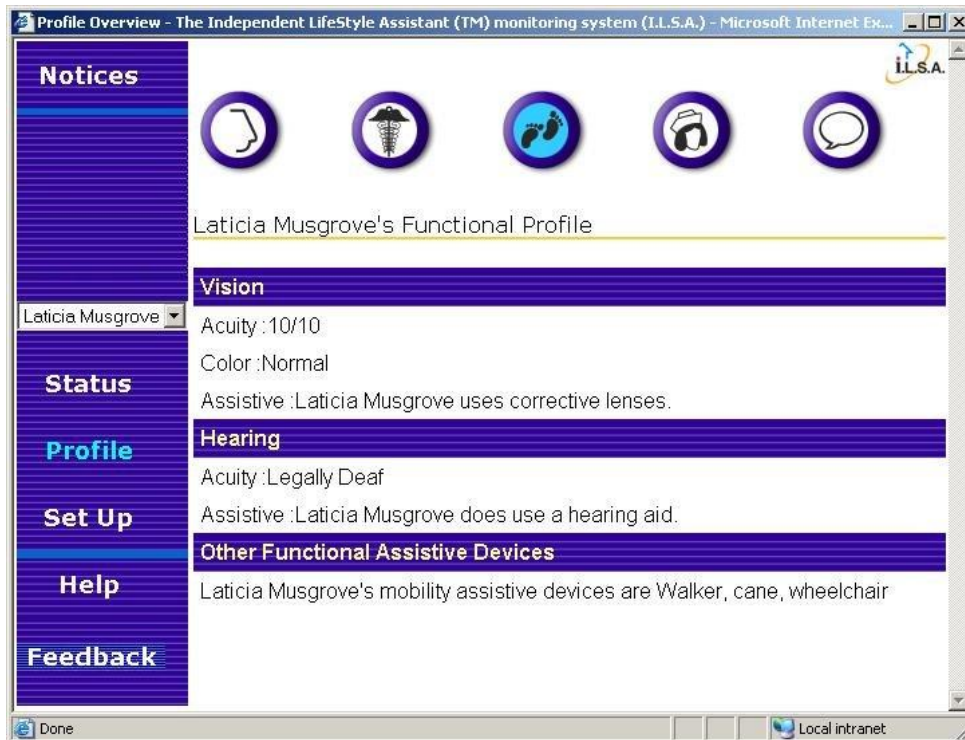 Profile Overview - The Independent LifeStyle Assistant (TM) monitoring system (I.L.S.A.) - Microsoft Internet Ex...
i.L.S.A.
Notices
Laticia Musgrove
Status
Profile
Set Up
Help
Feedback
Laticia Musgrove's Functional Profile
Vision
Acuity :10/10
Color :Normal
Assistive :Laticia Musgrove uses corrective lenses.
Hearing
Acuity :Legally Deaf
Assistive :Laticia Musgrove does use a hearing aid.
Other Functional Assistive Devices
Laticia Musgrove's mobility assistive devices are Walker, cane, wheelchair
Done
Local intranet